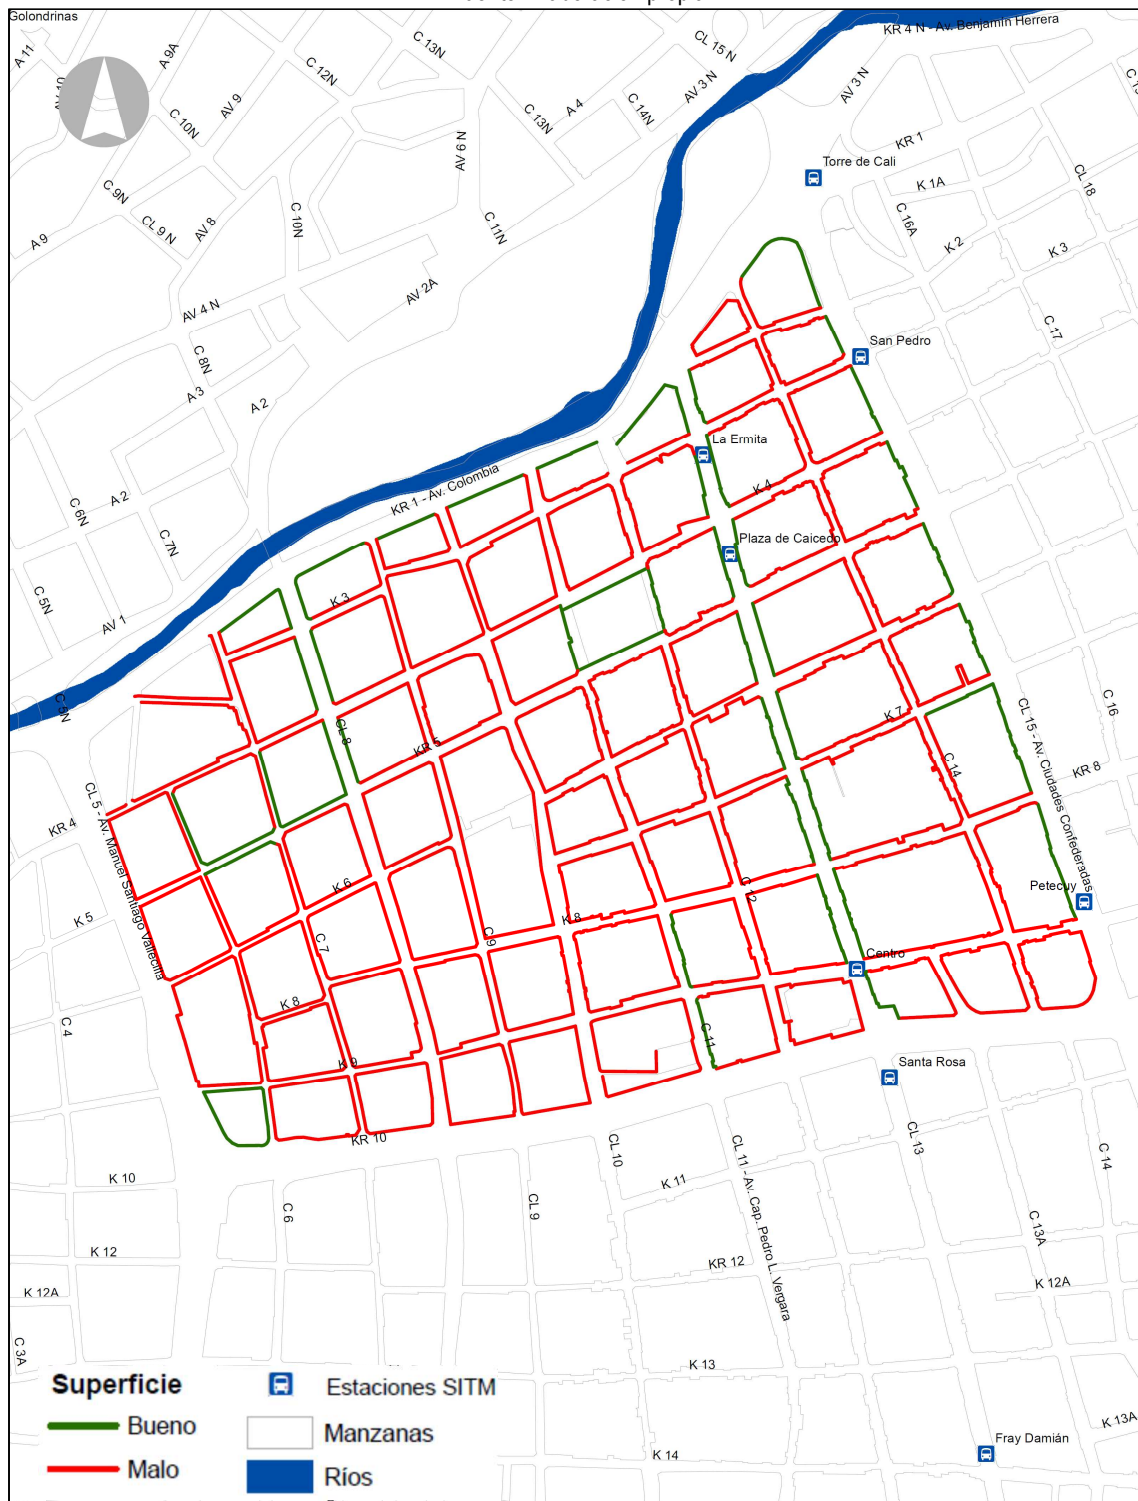 Golondrinas
KR 4 N - Av. Benjamín Herrera
A 11
A 9A
C 13N
CL 15 N
C 12N
AV 3 N
AV 3 N
AV 9
C 10N
A 4
C 14N
C 13N
AV 6 N
KR 1
Torre de Cali
K 1A
CL 18
C 9N
CL 9 N
AV 8
C 10N
C 11N
C 16A
K 2
K 3
A 9
AV 2A
AV 4 N
C 17
San Pedro
C 8N
A 3
A 2
La Ermita
KR 1 - Av. Colombia
K 4
A 2
C 6N
C 7N
Plaza de Caicedo
C 5N
K 3
AV 1
C 5N
CL 8
KR 5
K 7
C 16
CL 15 - Av. Ciudades Confederadas
C 14
KR 8
CL 5 - Av. Manuel Santiago Vallecilla
KR 4
K 6
C 12
Petecuy
K 5
K 8
C 7
C 9
Centro
K 8
C 4
C 11
K 9
Santa Rosa
KR 10
CL 10
CL 11 - Av. Cap. Pedro L. Vergara
CL 13
C 14
K 10
K 11
C 6
CL 9
C 13A
K 12
KR 12
K 12A
K 12A
C 3A
K 13
Superficie
Estaciones SITM
Bueno
Manzanas
K 13A
Malo
Ríos
K 14
Fray Damián